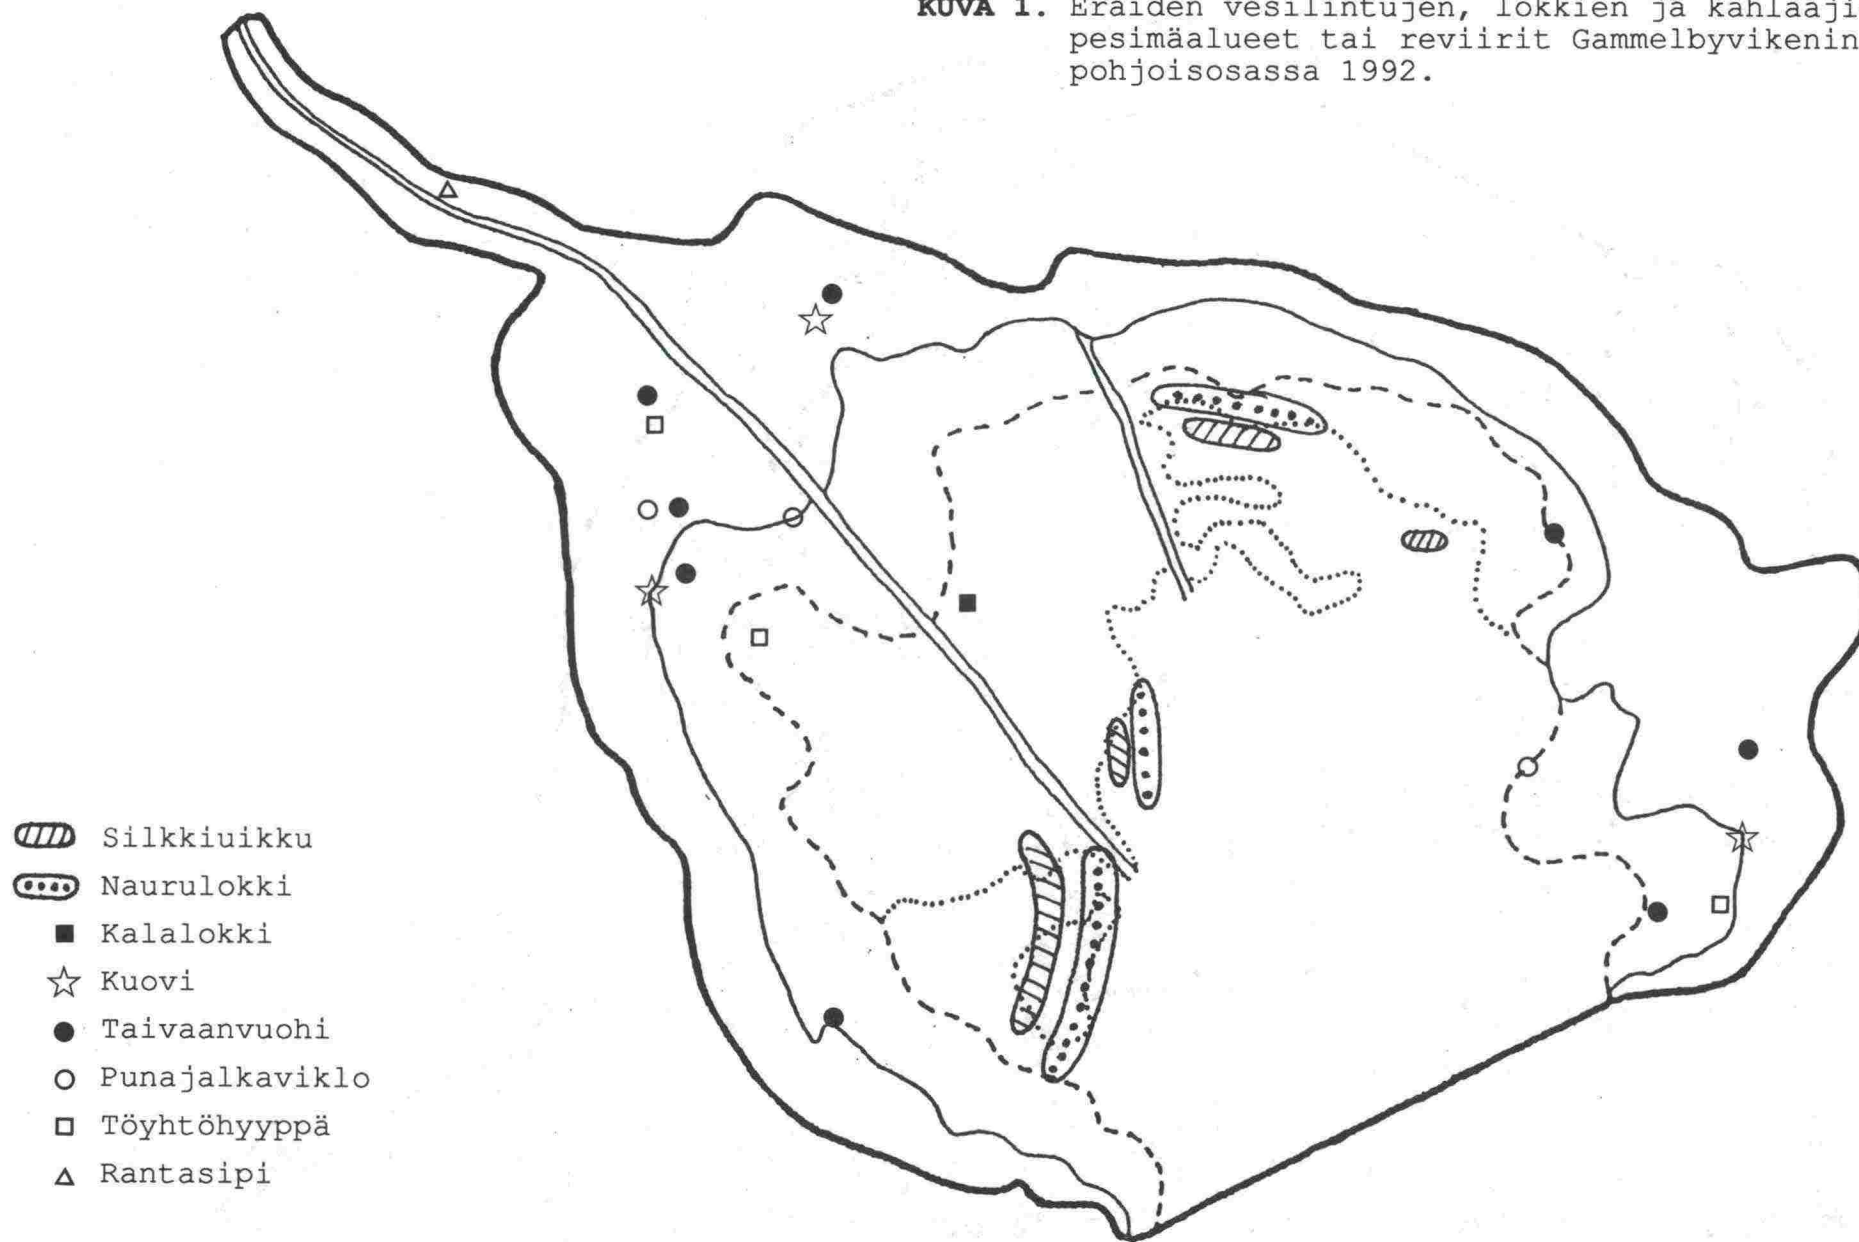 KUVA 1. Eräiden vesilintujen, lokkien ja kahlaaji
pesimäalueet tai reviirit Gammelbyvikenin
pohjoisosassa 1992.
Silkkiuikku
Naurulokki
Kalalokki
Kuovi
Taivaanvuohi
Punajalkaviklo
Töyhtöhyyppä
Rantasipi